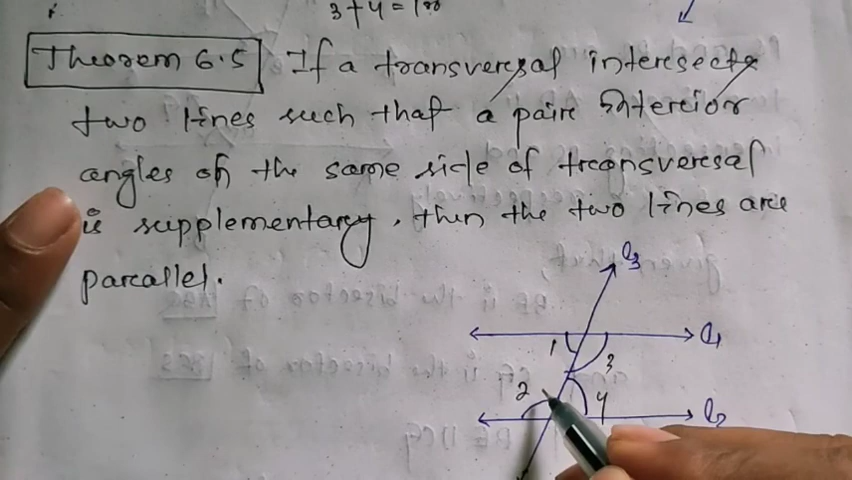 3 + 4 = 180
Theorem 6.5 If a transversal intersects
two lines such that a pair interior
angles on the same side of transversal
is supplementary, then the two lines are
parallel.
l3
l1
1
3
2
4
l2